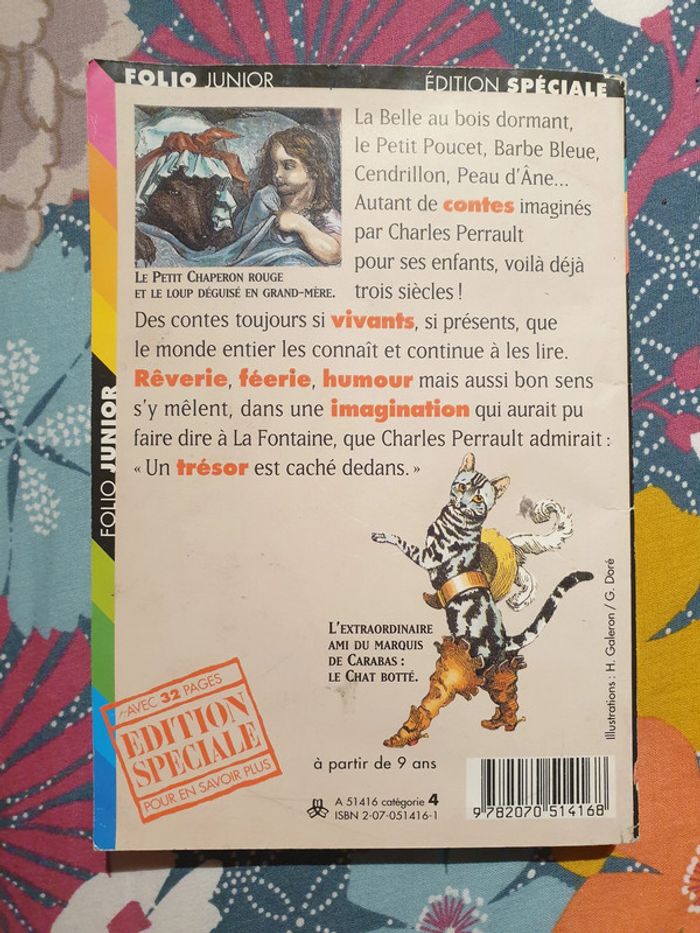 FOLIO JUNIOR
ÉDITION SPÉCIALE
La Belle au bois dormant,
le Petit Poucet, Barbe Bleue,
Cendrillon, Peau d'Âne...
Autant de contes imaginés
par Charles Perrault
pour ses enfants, voilà déjà
trois siècles !
LE PETIT CHAPERON ROUGE
ET LE LOUP DÉGUISÉ EN GRAND-MÈRE.
Des contes toujours si vivants, si présents, que
le monde entier les connaît et continue à les lire.
Rêverie, féerie, humour mais aussi bon sens
s'y mêlent, dans une imagination qui aurait pu
faire dire à La Fontaine, que Charles Perrault admirait :
« Un trésor est caché dedans. »
FOLIO JUNIOR
L'EXTRAORDINAIRE
AMI DU MARQUIS
DE CARABAS :
LE CHAT BOTTÉ.
Illustrations : H. Galeron / G. Doré
AVEC 32 PAGES
EDITION
SPECIALE
POUR EN SAVOIR PLUS
à partir de 9 ans
A 51416 catégorie 4
ISBN 2-07-051416-1
9 782070 514168